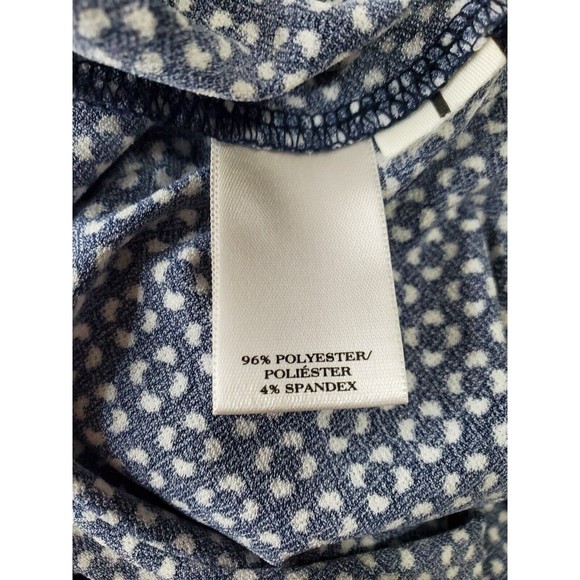 96% POLYESTER/
POLIÉSTER
4% SPANDEX